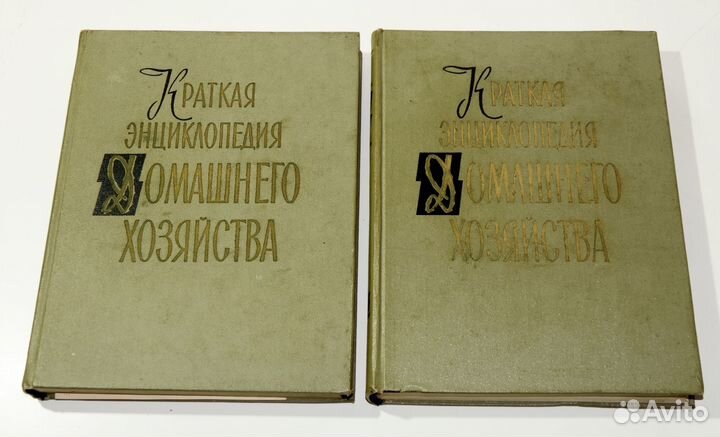 Краткая
энциклопедия
Домашнего
хозяйства
Краткая
энциклопедия
Домашнего
хозяйства
Avito